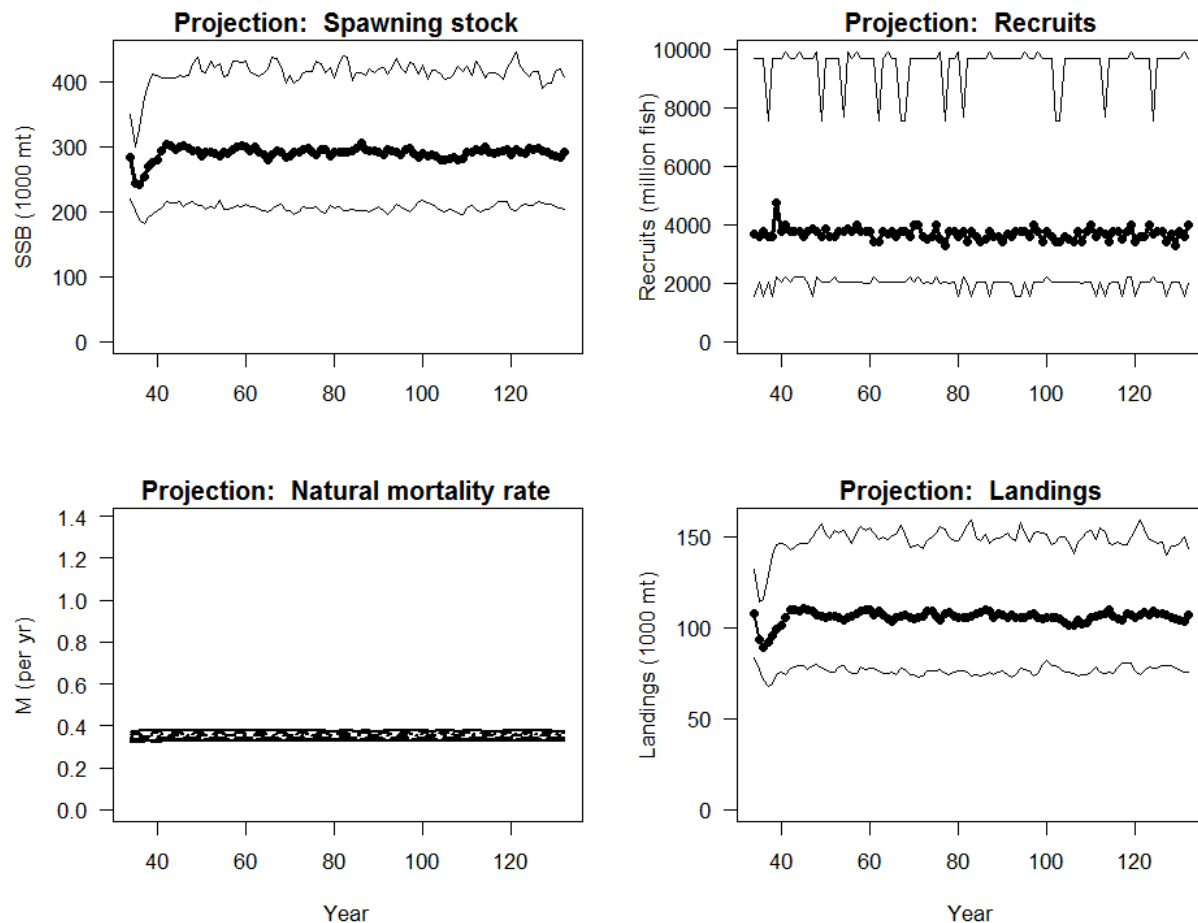 Projection: Spawning stock
SSB (1000 mt)
400
300
200
100
0
40 60 80 100 120
Projection: Recruits
Recruits (million fish)
10000
8000
6000
4000
2000
0
40 60 80 100 120
Projection: Natural mortality rate
M (per yr)
1.4
1.2
1.0
0.8
0.6
0.4
0.2
0.0
40 60 80 100 120
Year
Projection: Landings
Landings (1000 mt)
150
100
50
0
40 60 80 100 120
Year